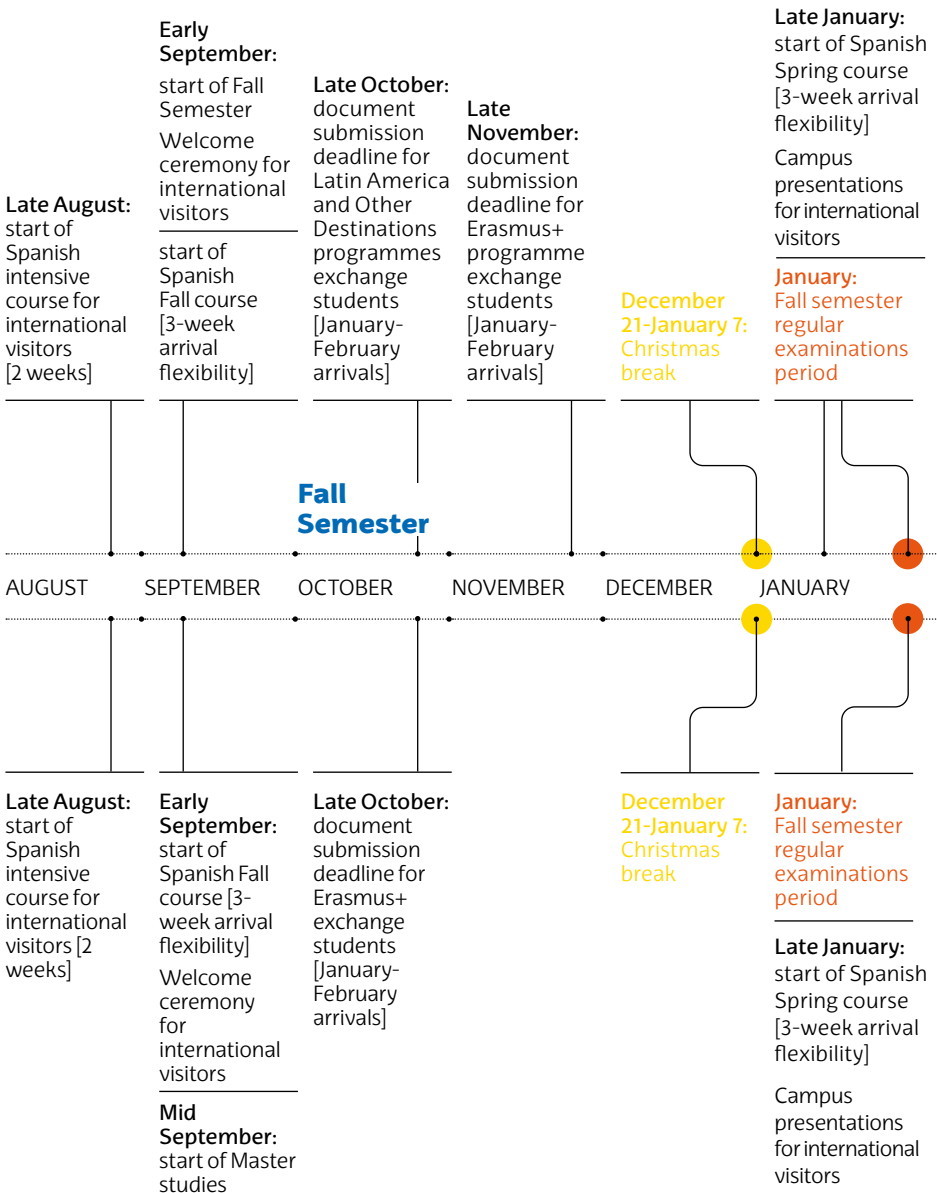 Late August:
start of
Spanish
intensive
course for
international
visitors
[2 weeks]
Early
September:
start of Fall
Semester
Welcome
ceremony for
international
visitors
start of
Spanish
Fall course
[3-week
arrival
flexibility]
Late October:
document
submission
deadline for
Latin America
and Other
Destinations
programmes
exchange
students
[January-
February
arrivals]
Late
November:
document
submission
deadline for
Erasmus+
programme
exchange
students
[January-
February
arrivals]
December
21-January 7:
Christmas
break
Late January:
start of Spanish
Spring course
[3-week arrival
flexibility]
Campus
presentations
for international
visitors
January:
Fall semester
regular
examinations
period
Fall
Semester
AUGUST SEPTEMBER OCTOBER NOVEMBER DECEMBER JANUARY
Late August:
start of
Spanish
intensive
course for
international
visitors [2
weeks]
Early
September:
start of
Spanish Fall
course [3-
week arrival
flexibility]
Welcome
ceremony
for
international
visitors
Mid
September:
start of Master
studies
Late October:
document
submission
deadline for
Erasmus+
exchange
students
[January-
February
arrivals]
December
21-January 7:
Christmas
break
January:
Fall semester
regular
examinations
period
Late January:
start of Spanish
Spring course
[3-week arrival
flexibility]
Campus
presentations
for international
visitors